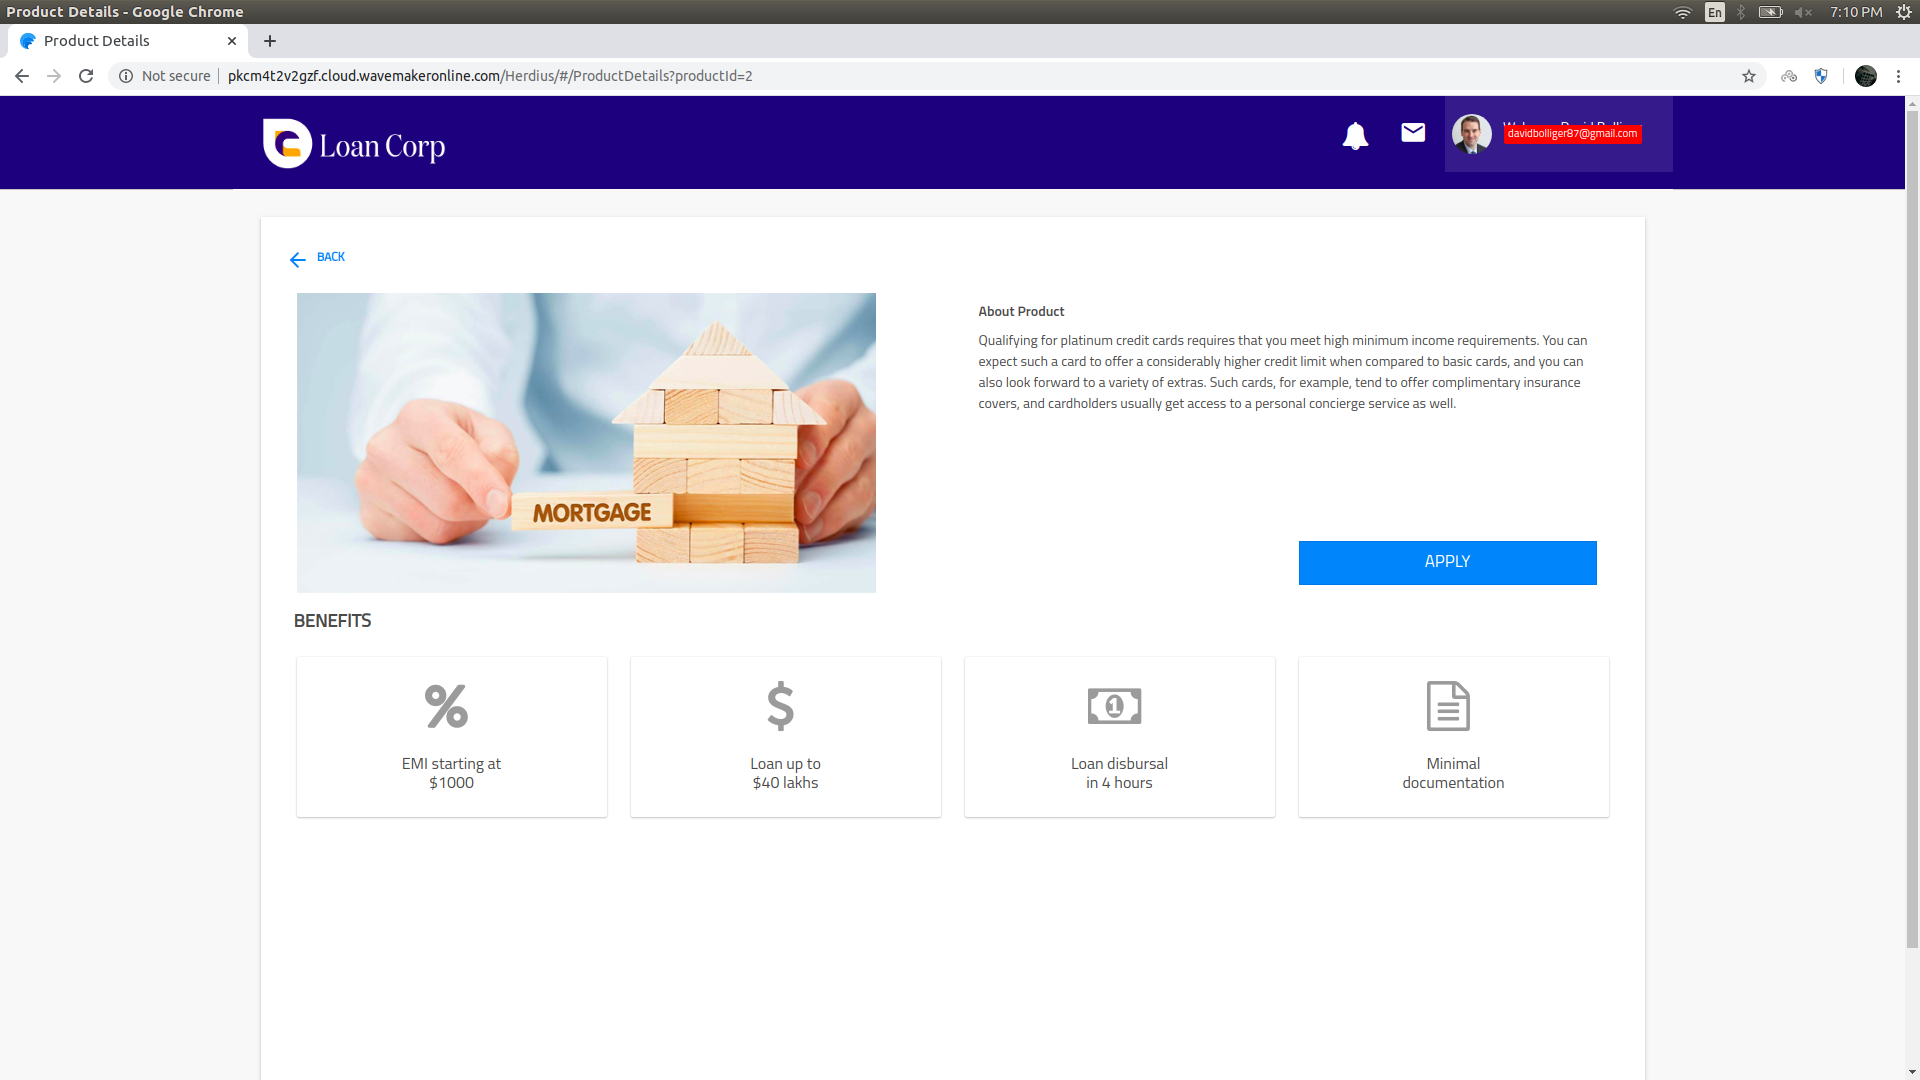 Product Details - Google Chrome
En
7:10 PM
Product Details
Not secure
pkcm4t2v2gzf.cloud.wavemakeronline.com/Herdius/#/ProductDetails?productId=2
Loan Corp
davidbolliger87@gmail.com
BACK
MORTGAGE
About Product
Qualifying for platinum credit cards requires that you meet high minimum income requirements. You can
expect such a card to offer a considerably higher credit limit when compared to basic cards, and you can
also look forward to a variety of extras. Such cards, for example, tend to offer complimentary insurance
covers, and cardholders usually get access to a personal concierge service as well.
APPLY
BENEFITS
EMI starting at
$1000
Loan up to
$40 lakhs
Loan disbursal
in 4 hours
Minimal
documentation